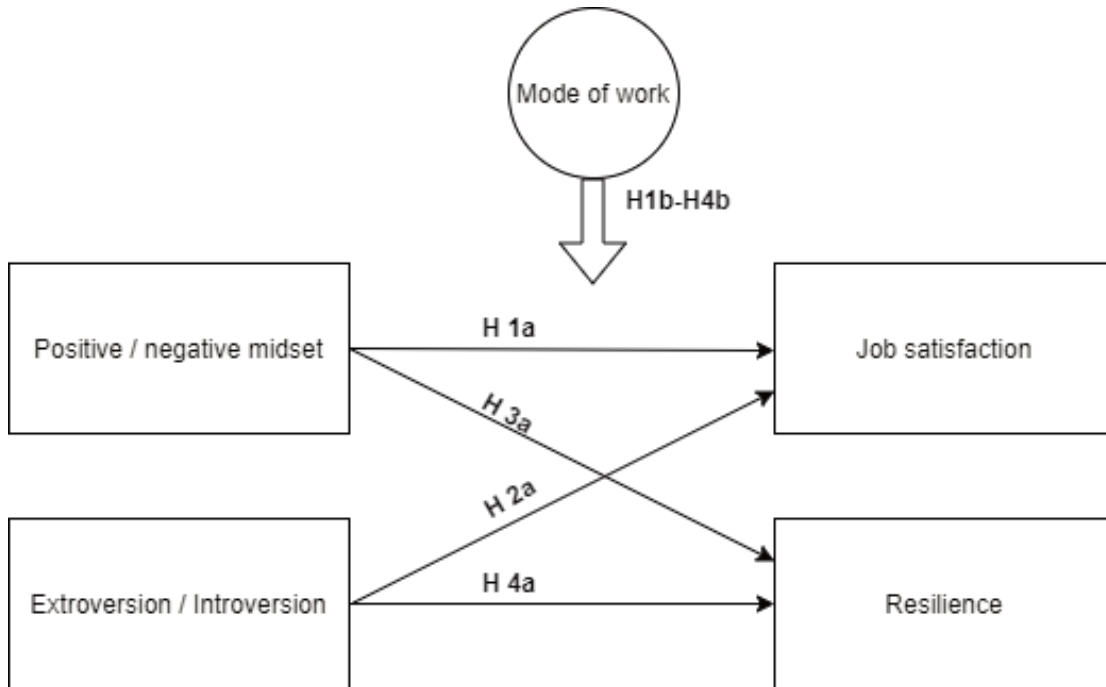 Mode of work
H1b-H4b
H 1a
Positive / negative midset
Job satisfaction
H 3a
H 2a
H 4a
Extroversion / Introversion
Resilience